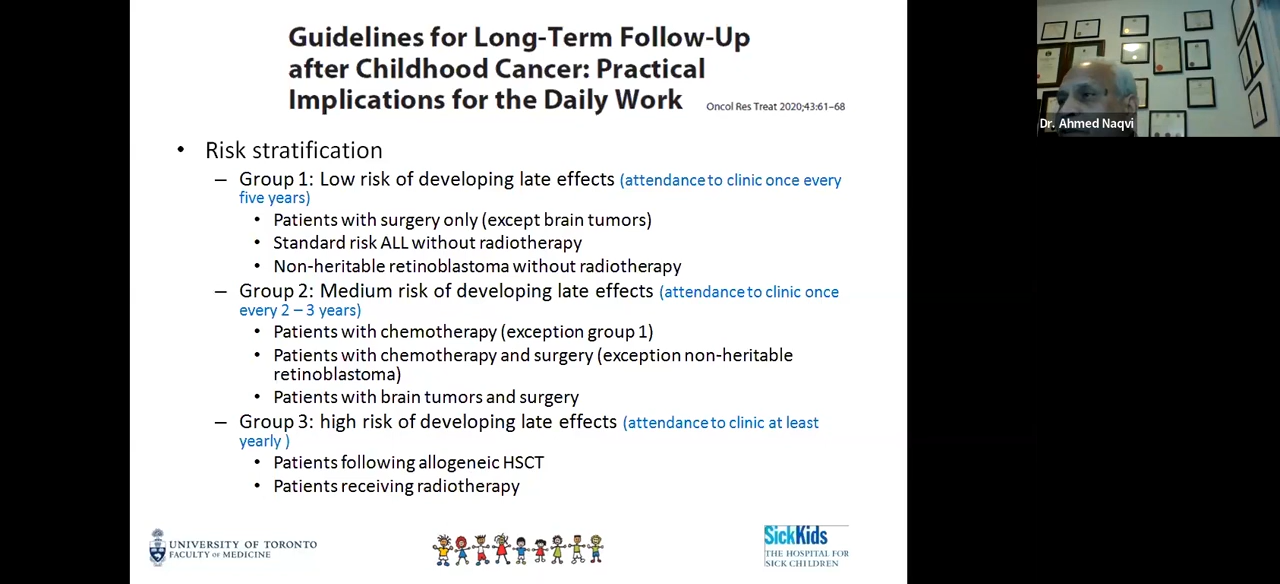 Guidelines for Long-Term Follow-Up
after Childhood Cancer: Practical
Implications for the Daily Work Oncol Res Treat 2020;43:61–68
• Risk stratification
– Group 1: Low risk of developing late effects (attendance to clinic once every
five years)
• Patients with surgery only (except brain tumors)
• Standard risk ALL without radiotherapy
• Non-heritable retinoblastoma without radiotherapy
– Group 2: Medium risk of developing late effects (attendance to clinic once
every 2 – 3 years)
• Patients with chemotherapy (exception group 1)
• Patients with chemotherapy and surgery (exception non-heritable
retinoblastoma)
• Patients with brain tumors and surgery
– Group 3: high risk of developing late effects (attendance to clinic at least
yearly )
• Patients following allogeneic HSCT
• Patients receiving radiotherapy
UNIVERSITY OF TORONTO
FACULTY OF MEDICINE
SickKids
THE HOSPITAL FOR
SICK CHILDREN
Dr. Ahmed Naqvi